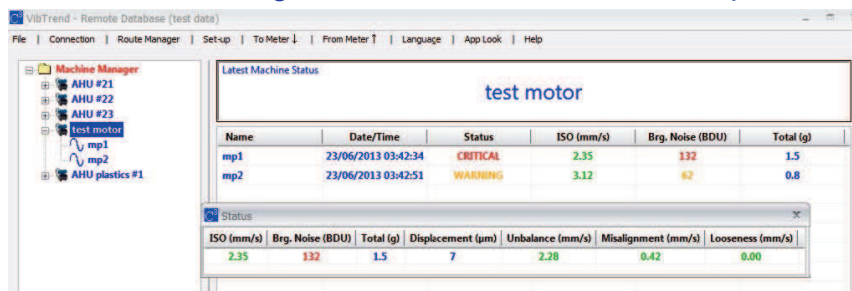 VibTrend - Remote Database (test data)
File | Connection | Route Manager | Set-up | To Meter↓ | From Meter↑ | Language | App Look | Help
Machine Manager
AHU #21
AHU #22
AHU #23
test motor
mp1
mp2
AHU plastics #1
Latest Machine Status
test motor
Name Date/Time Status ISO (mm/s) Brg. Noise (BDU) Total (g)
mp1 23/06/2013 03:42:34 CRITICAL 2.35 132 1.5
mp2 23/06/2013 03:42:51 WARNING 3.12 62 0.8
Status
ISO (mm/s) Brg. Noise (BDU) Total (g) Displacement (μm) Unbalance (mm/s) Misalignment (mm/s) Looseness (mm/s)
2.35 132 1.5 7 2.28 0.42 0.00